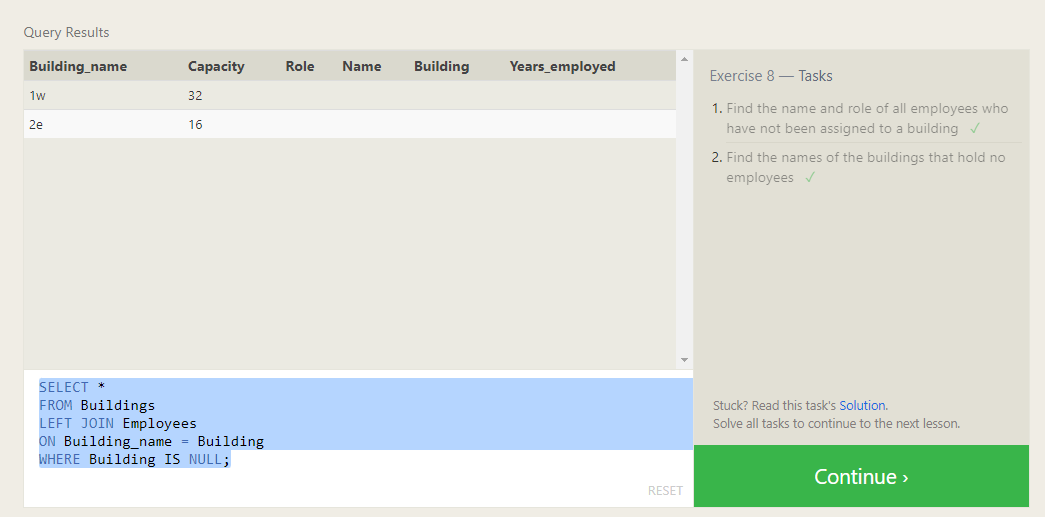 Query Results
Building_name Capacity Role Name Building Years_employed
1w 32
2e 16
SELECT *
FROM Buildings
LEFT JOIN Employees
ON Building_name = Building
WHERE Building IS NULL;
RESET
Exercise 8 — Tasks
1. Find the name and role of all employees who
have not been assigned to a building ✓
2. Find the names of the buildings that hold no
employees ✓
Stuck? Read this task's Solution.
Solve all tasks to continue to the next lesson.
Continue ›